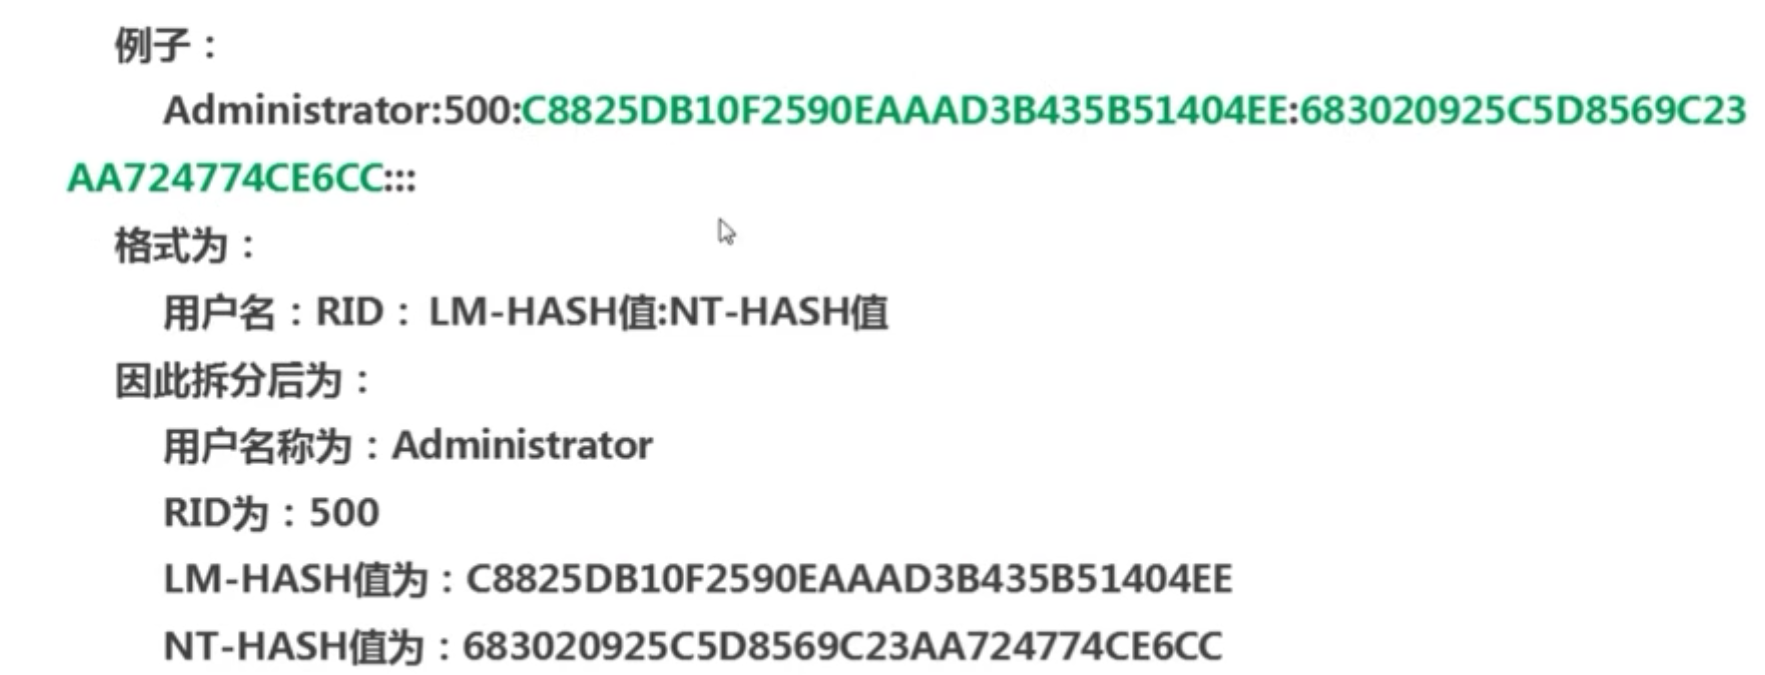 例子：
Administrator:500:C8825DB10F2590EAAAD3B435B51404EE:683020925C5D8569C23
AA724774CE6CC:::
格式为：
用户名：RID： LM-HASH值:NT-HASH值
因此拆分后为：
用户名称为：Administrator
RID为：500
LM-HASH值为：C8825DB10F2590EAAAD3B435B51404EE
NT-HASH值为：683020925C5D8569C23AA724774CE6CC